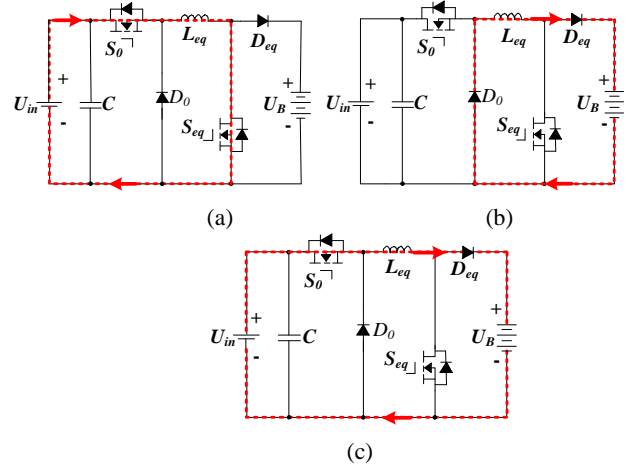 S0 Leq Deq
Uin + - C D0 Seq UB + -
(a)
S0 Leq Deq
Uin + - C D0 Seq UB + -
(b)
S0 Leq Deq
Uin + - C D0 Seq UB + -
(c)